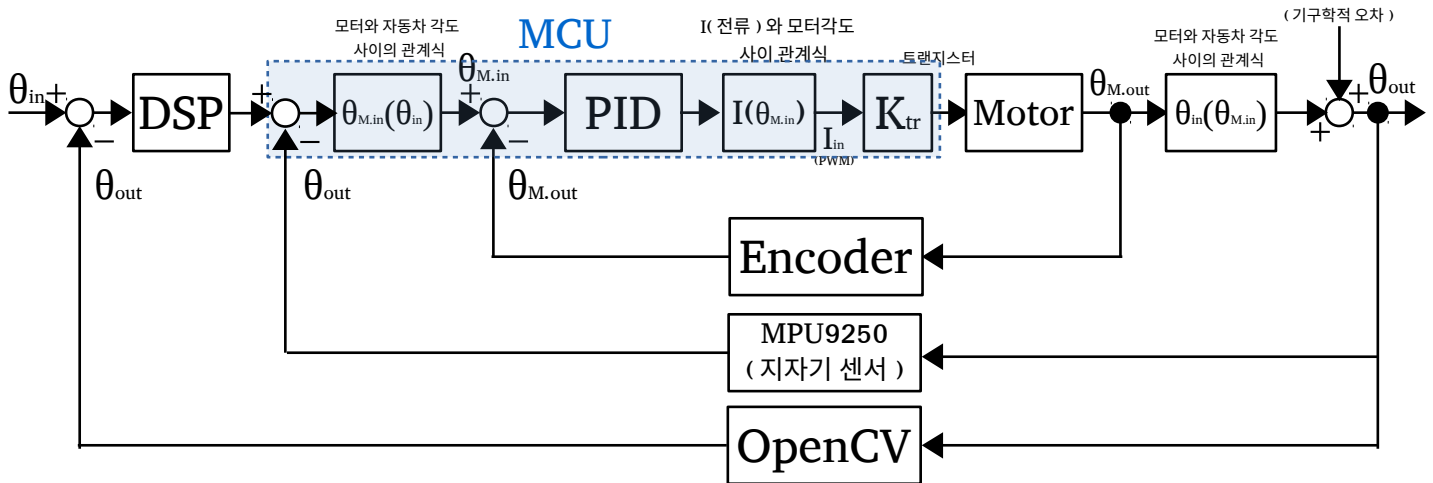 ( 기구학적 오차 )
모터와 자동차 각도
사이의 관계식
MCU
I( 전류 ) 와 모터각도
사이 관계식
트랜지스터
모터와 자동차 각도
사이의 관계식
θin
+
−
DSP
+
−
θM.in(θin)
θM.in
+
−
PID
I(θM.in)
Iin
(PWM)
Ktr
Motor
θM.out
θin(θM.in)
+
+
θout
θout
θout
θM.out
Encoder
MPU9250
( 지자기 센서 )
OpenCV